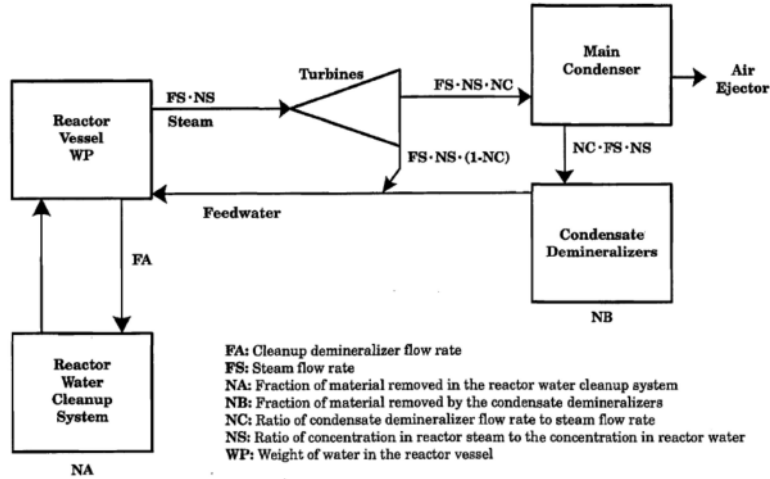 Turbines
Main
Condenser
Air
Ejector
FS·NS
Steam
FS·NS·NC
Reactor
Vessel
WP
FS·NS·(1-NC)
NC·FS·NS
Feedwater
Condensate
Demineralizers
FA
NB
Reactor
Water
Cleanup
System
NA
FA: Cleanup demineralizer flow rate
FS: Steam flow rate
NA: Fraction of material removed in the reactor water cleanup system
NB: Fraction of material removed by the condensate demineralizers
NC: Ratio of condensate demineralizer flow rate to steam flow rate
NS: Ratio of concentration in reactor steam to the concentration in reactor water
WP: Weight of water in the reactor vessel